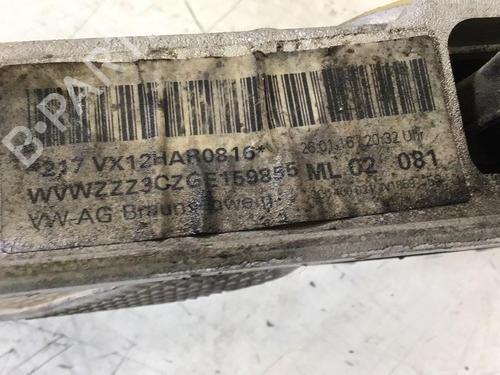 B-PARTS
*217 VX12HAR0816* 26.01.16 20:32 Uhr
WVWZZZ3CZGE159855 ML 02 081
VW-AG Braunschweig